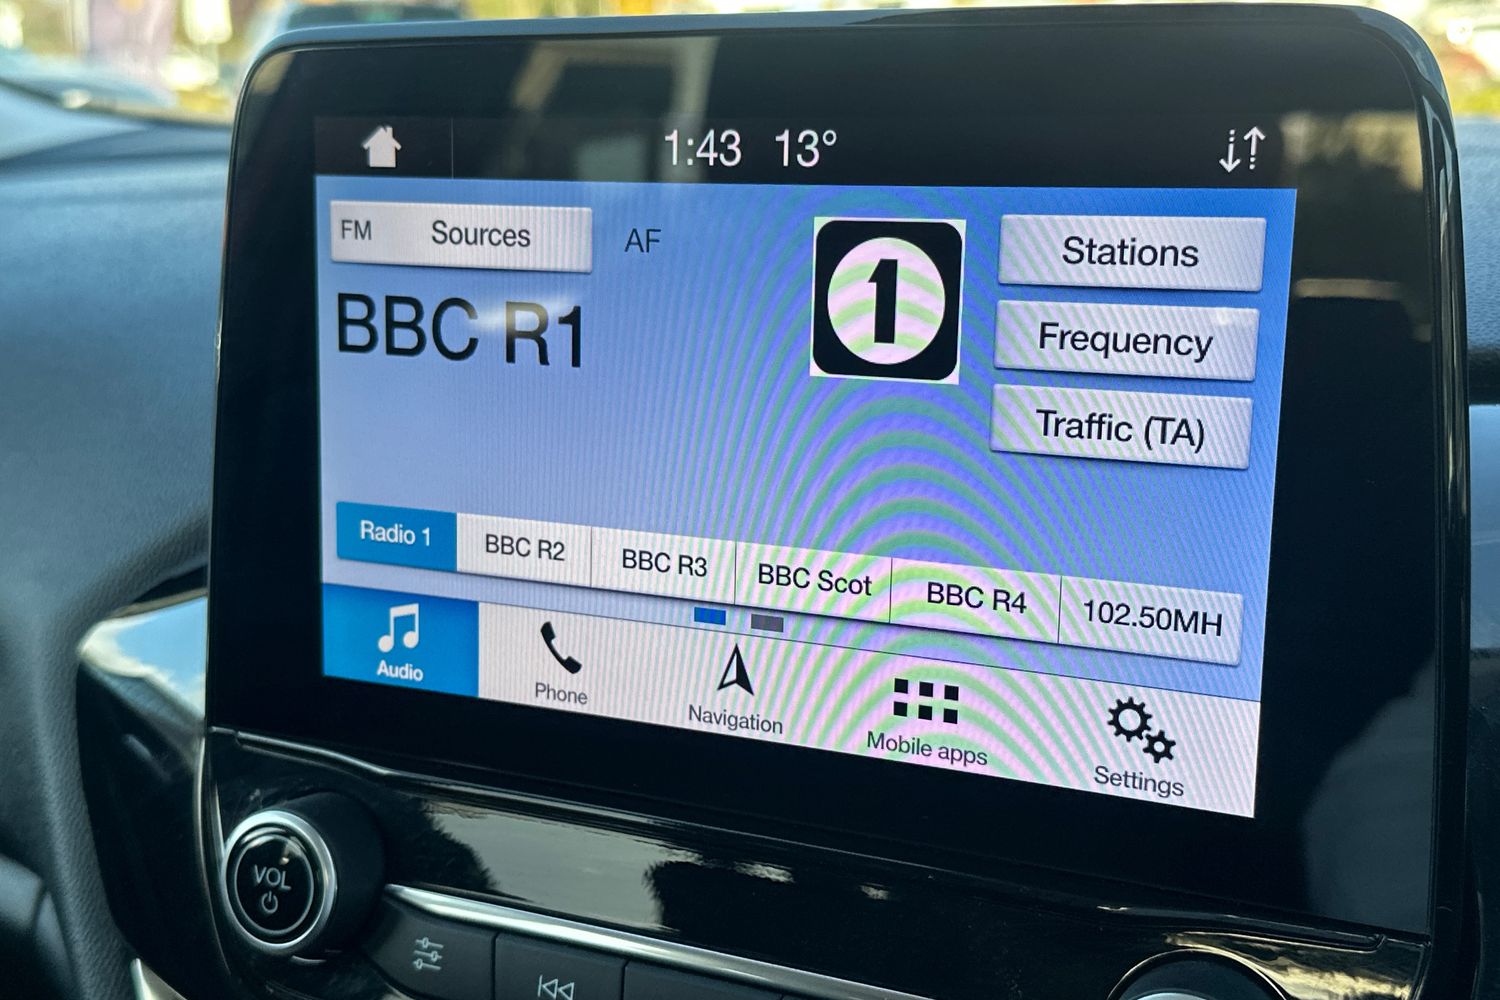 1:43 13°
FM Sources AF
BBC R1
1
Stations
Frequency
Traffic (TA)
Radio 1 BBC R2 BBC R3 BBC Scot BBC R4 102.50MH
Audio Phone Navigation Mobile apps Settings
VOL